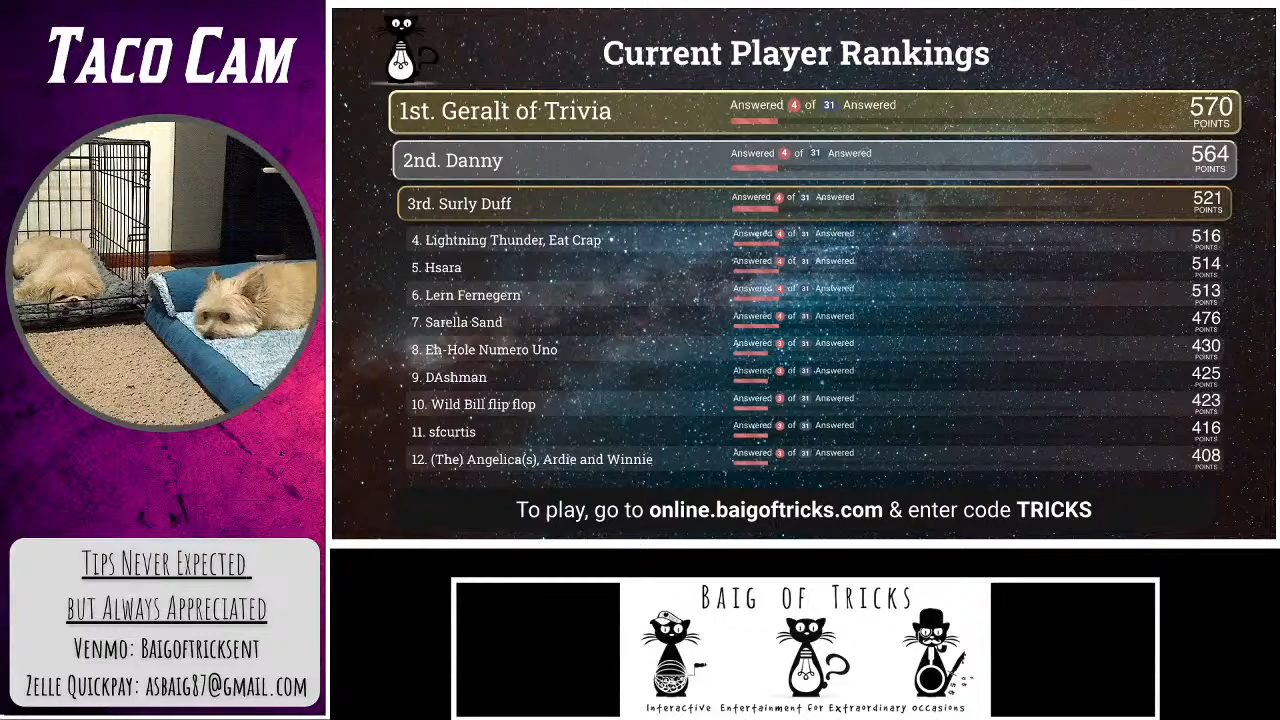 TACO CAM
TIPS NEVER EXPECTED
BUT ALWAYS APPRECIATED
VENMO: BAIGOFTRICKSENT
ZELLE QUICKPAY: ASBAIG87@GMAIL.COM
Current Player Rankings
1st. Geralt of Trivia Answered 4 of 31 Answered 570 POINTS
2nd. Danny Answered 4 of 31 Answered 564 POINTS
3rd. Surly Duff Answered 4 of 31 Answered 521 POINTS
4. Lightning Thunder, Eat Crap Answered 4 of 31 Answered 516 POINTS
5. Hsara Answered 4 of 31 Answered 514 POINTS
6. Lern Fernegern Answered 4 of 31 Answered 513 POINTS
7. Sarella Sand Answered 4 of 31 Answered 476 POINTS
8. Eh-Hole Numero Uno Answered 3 of 31 Answered 430 POINTS
9. DAshman Answered 3 of 31 Answered 425 POINTS
10. Wild Bill flip flop Answered 3 of 31 Answered 423 POINTS
11. sfcurtis Answered 3 of 31 Answered 416 POINTS
12. (The) Angelica(s), Ardie and Winnie Answered 3 of 31 Answered 408 POINTS
To play, go to online.baigoftricks.com & enter code TRICKS
BAIG OF TRICKS
Interactive Entertainment for Extraordinary occasions